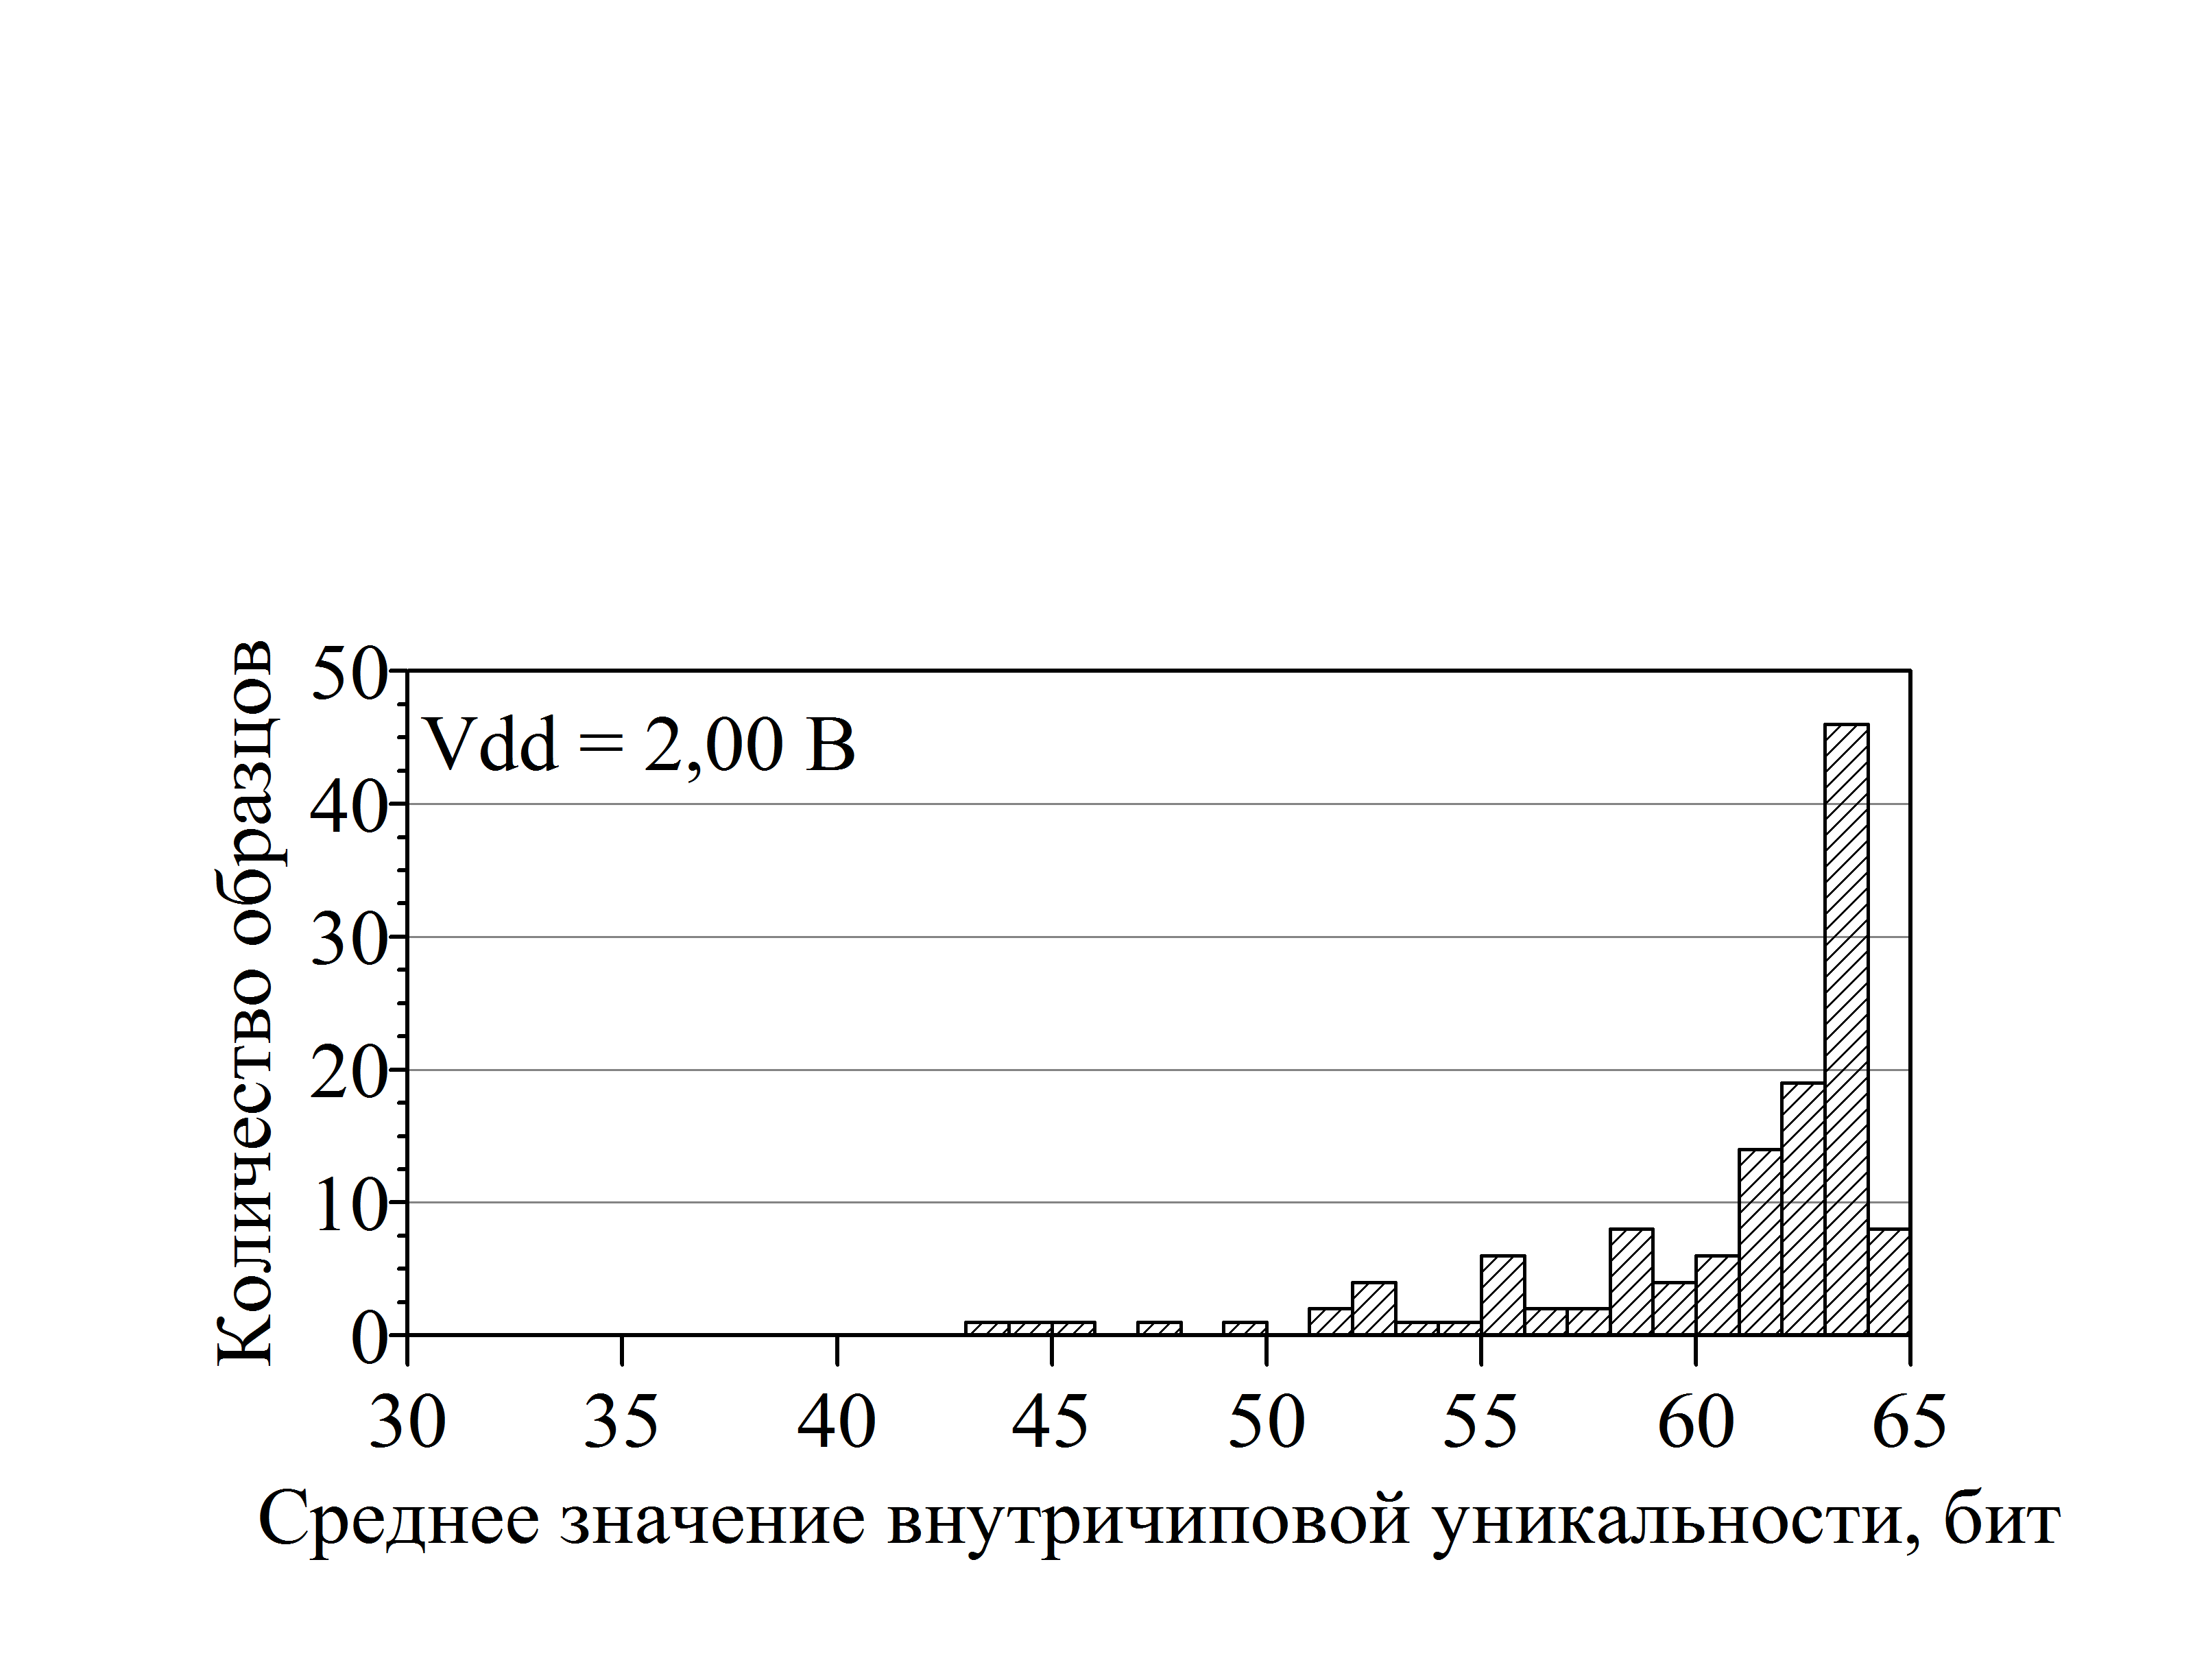 Количество образцов
50
40
30
20
10
0
Vdd = 2,00 В
30 35 40 45 50 55 60 65
Среднее значение внутричиповой уникальности, бит